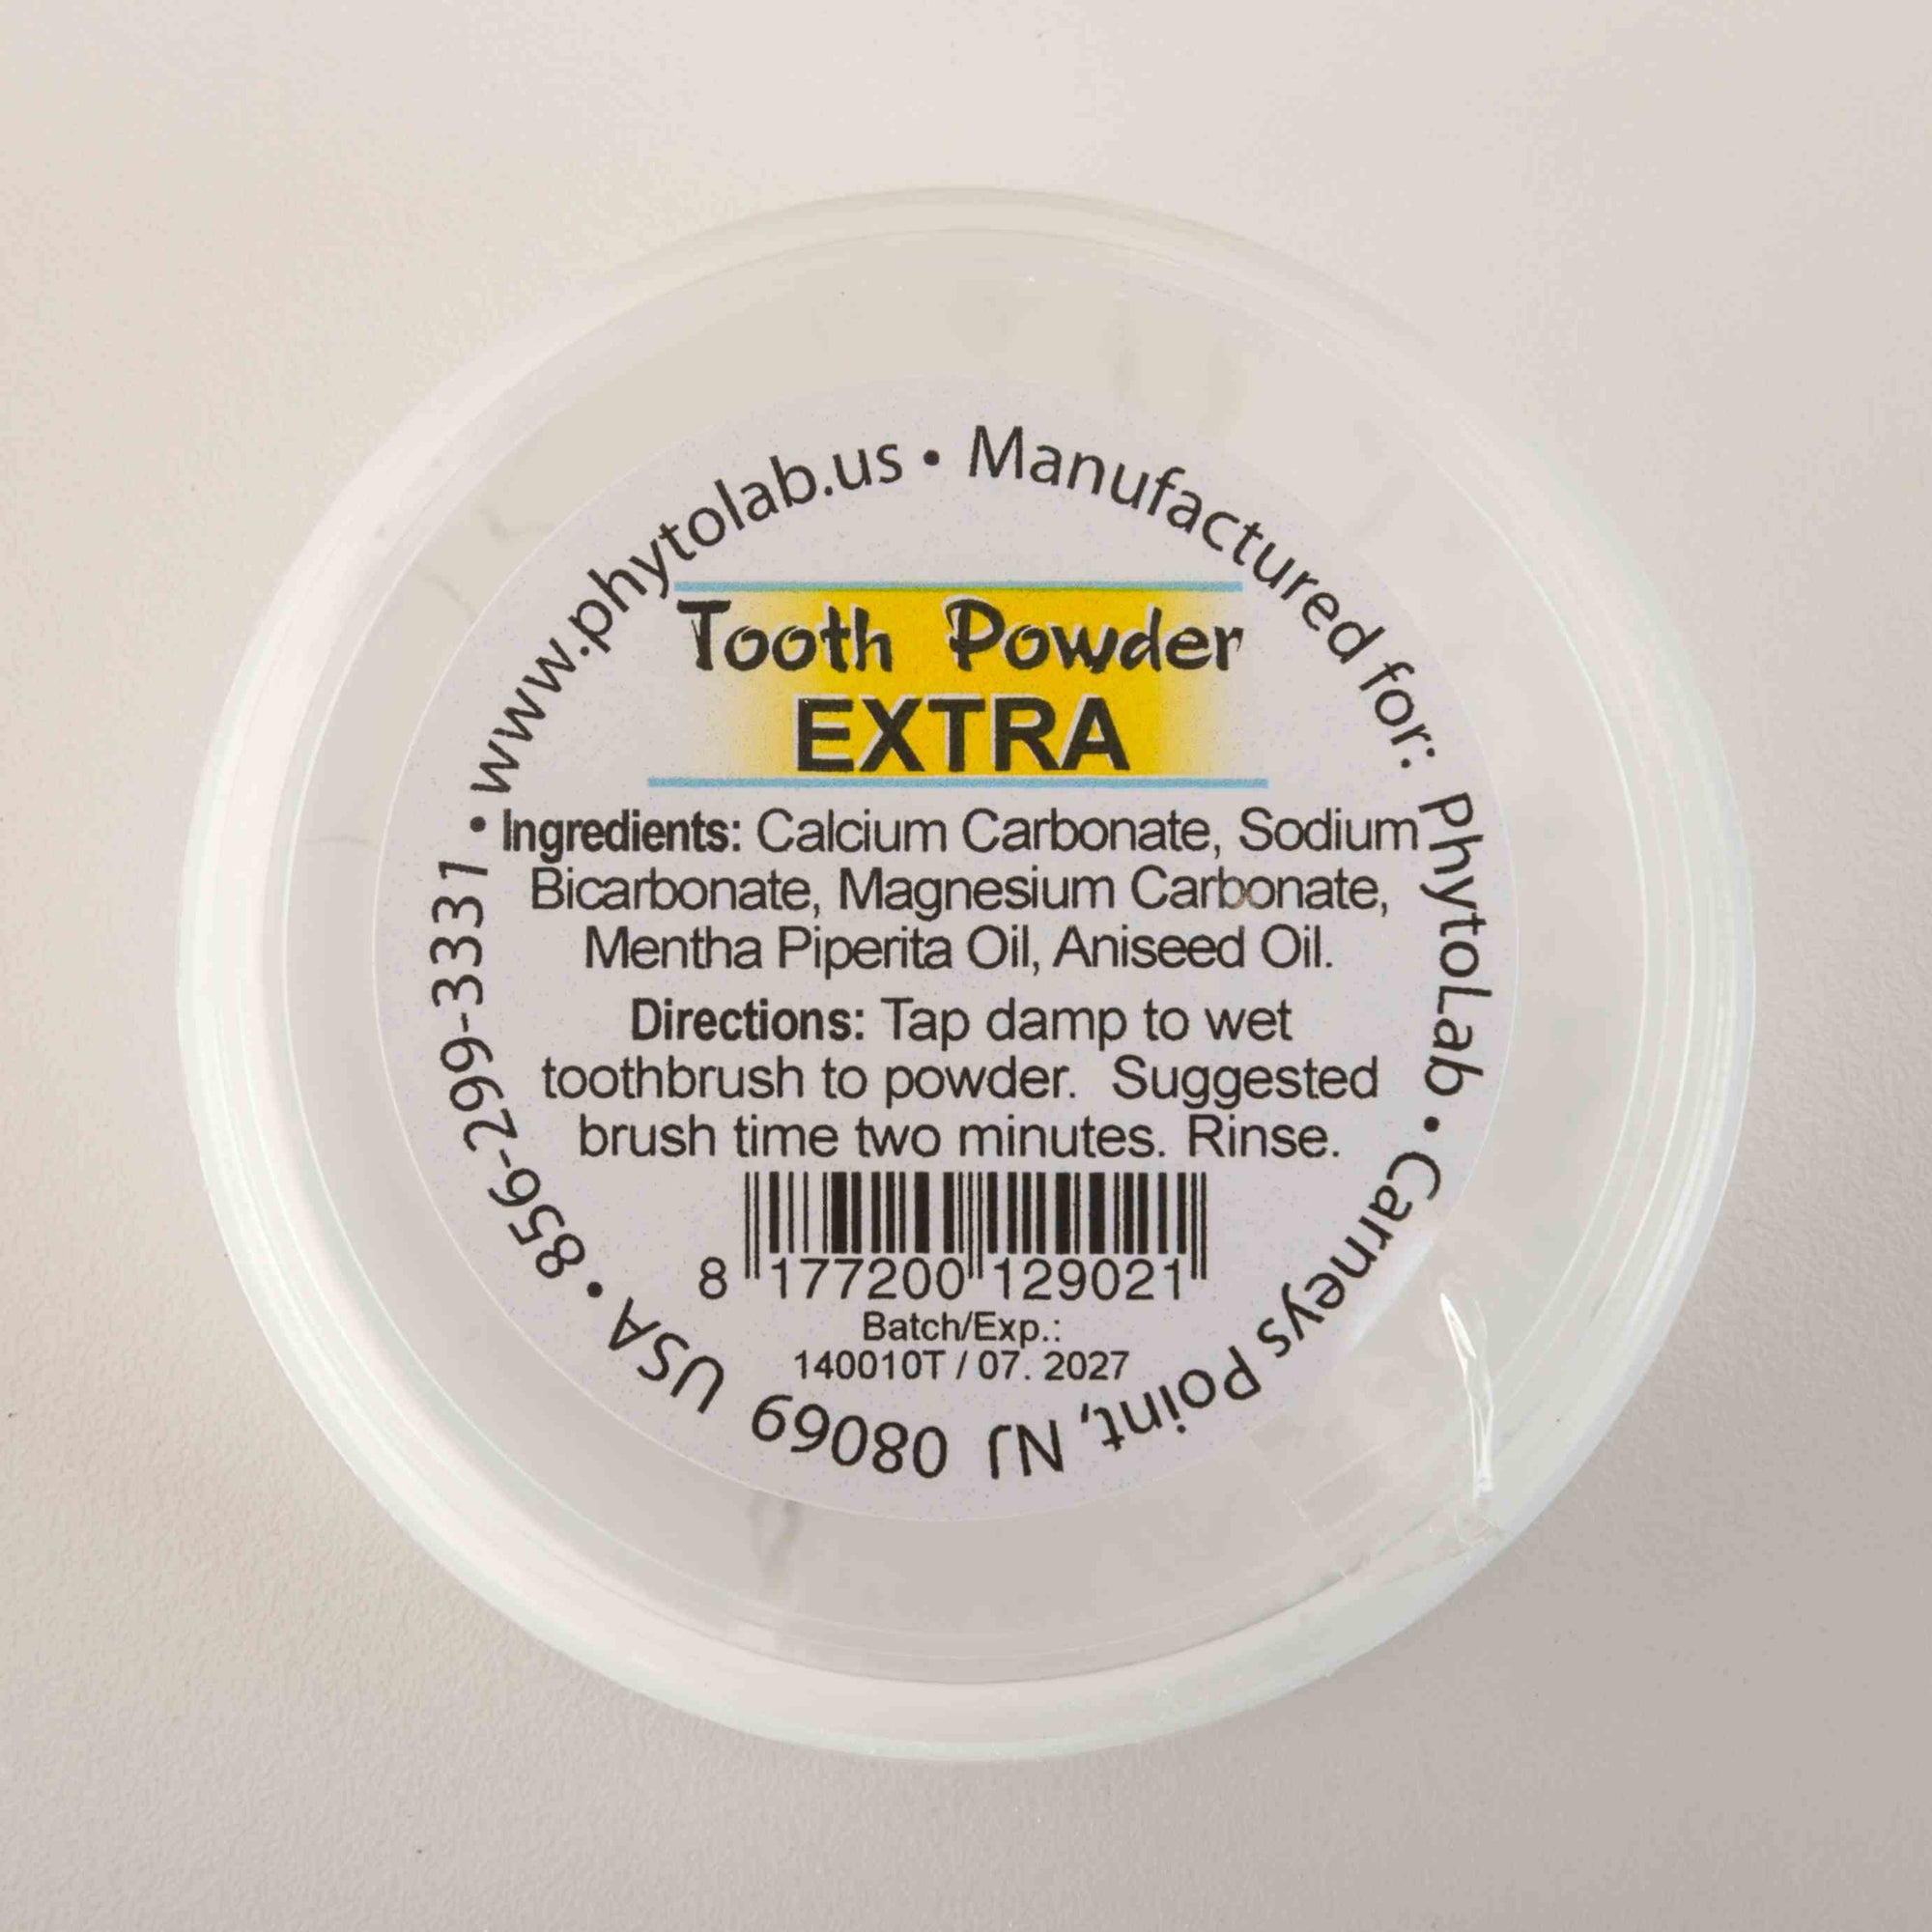 www.phytolab.us • Manufactured for: PhytoLab • Carneys Point, NJ 08069 USA • 856-299-3331 •
Tooth Powder
EXTRA
Ingredients: Calcium Carbonate, Sodium
Bicarbonate, Magnesium Carbonate,
Mentha Piperita Oil, Aniseed Oil.
Directions: Tap damp to wet
toothbrush to powder. Suggested
brush time two minutes. Rinse.
8 177200 129021
Batch/Exp.:
140010T / 07. 2027